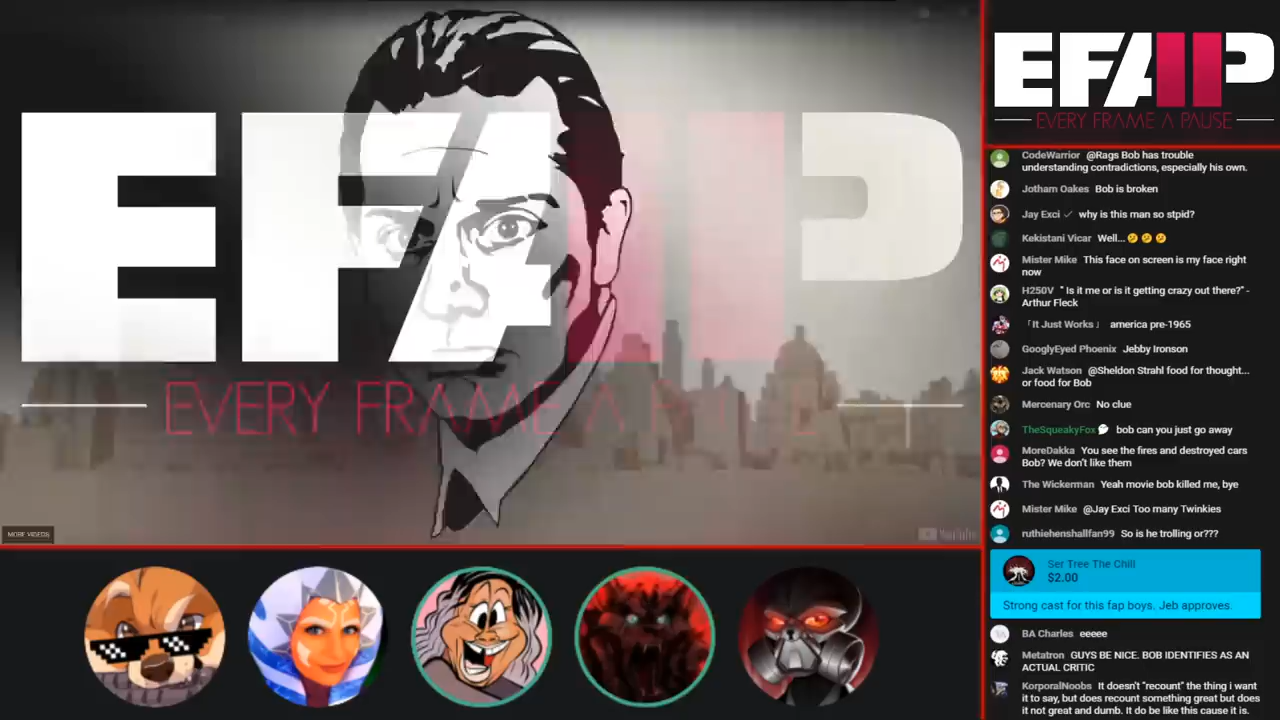 EFAP
EVERY FRAME A PAUSE
MORE VIDEOS
YouTube
EFAP
EVERY FRAME A PAUSE
CodeWarrior @Rags Bob has trouble
understanding contradictions, especially his own.
Jotham Oakes Bob is broken
Jay Exci ✓ why is this man so stpid?
Kekistani Vicar Well... 😕 😕 😕
Mister Mike This face on screen is my face right
now
H250V " Is it me or is it getting crazy out there?" -
Arthur Fleck
「It Just Works」 america pre-1965
GooglyEyed Phoenix Jebby Ironson
Jack Watson @Sheldon Strahl food for thought...
or food for Bob
Mercenary Orc No clue
TheSqueakyFox bob can you just go away
MoreDakka You see the fires and destroyed cars
Bob? We don't like them
The Wickerman Yeah movie bob killed me, bye
Mister Mike @Jay Exci Too many Twinkies
ruthiehenshallfan99 So is he trolling or???
Ser Tree The Chill
$2.00
Strong cast for this fap boys. Jeb approves.
BA Charles eeeee
Metatron GUYS BE NICE. BOB IDENTIFIES AS AN
ACTUAL CRITIC
KorporalNoobs It doesn't "recount" the thing i want
it to say, but does recount something great but does
it not great and dumb. It do be like this cause it is.